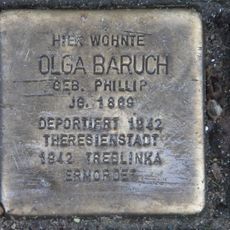 HIER WOHNTE
OLGA BARUCH
GEB. PHILLIP
JG. 1869
DEPORTIERT 1942
THERESIENSTADT
1942 TREBLINKA
ERMORDET